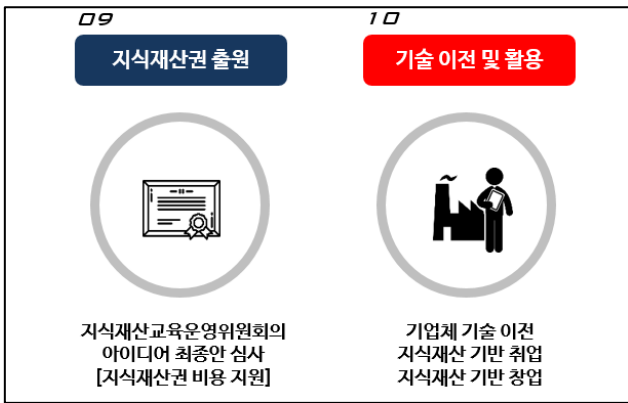 09
지식재산권 출원
지식재산교육운영위원회의
아이디어 최종안 심사
[지식재산권 비용 지원]
10
기술 이전 및 활용
기업체 기술 이전
지식재산 기반 취업
지식재산 기반 창업